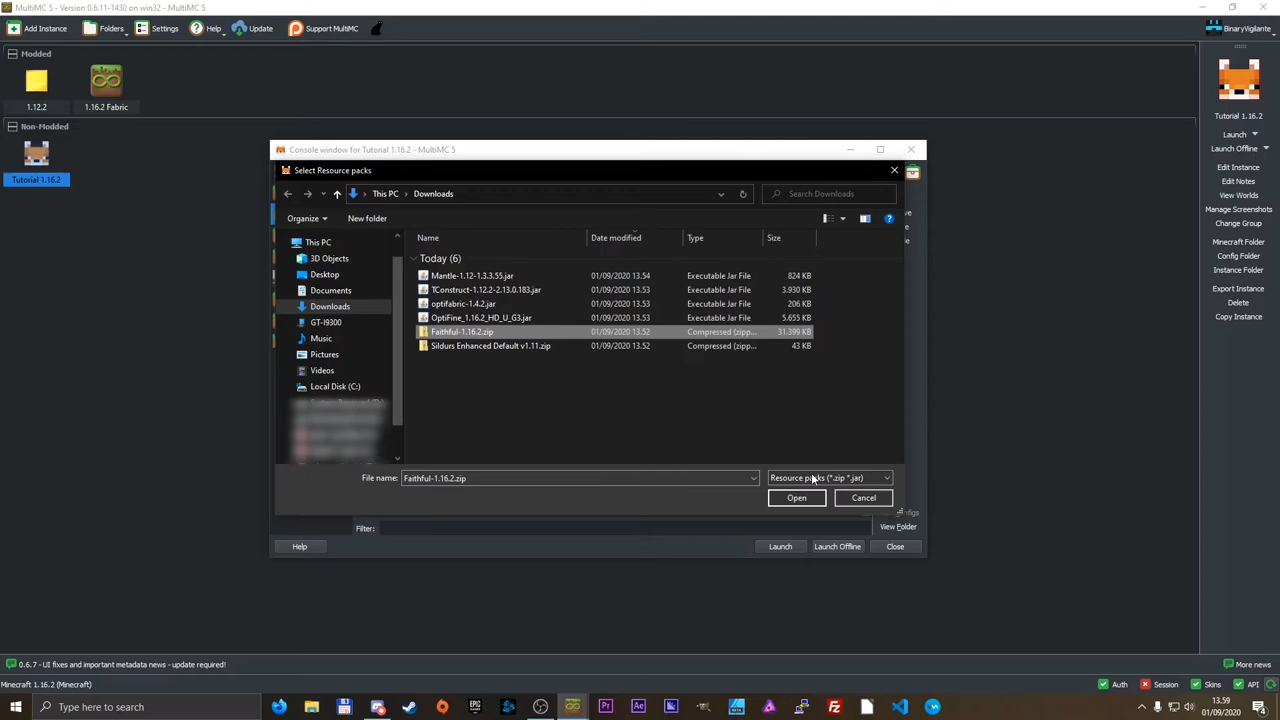 MultiMC 5 - Version 0.6.11-1430 on win32 - MultiMC 5
Add Instance Folders Settings Help Update Support MultiMC BinaryVigilante
Modded
1.12.2 1.16.2 Fabric
Non-Modded
Tutorial 1.16.2
Console window for Tutorial 1.16.2 - MultiMC 5
Select Resource packs
This PC Downloads Search Downloads
Organize New folder
This PC
3D Objects
Desktop
Documents
Downloads
GT-I9300
Music
Pictures
Videos
Local Disk (C:)
Name Date modified Type Size
Today (6)
Mantle-1.12-1.3.3.55.jar 01/09/2020 13.54 Executable Jar File 824 KB
TConstruct-1.12.2-2.13.0.183.jar 01/09/2020 13.53 Executable Jar File 3.930 KB
optifabric-1.4.2.jar 01/09/2020 13.53 Executable Jar File 206 KB
OptiFine_1.16.2_HD_U_G3.jar 01/09/2020 13.53 Executable Jar File 5.655 KB
Faithful-1.16.2.zip 01/09/2020 13.52 Compressed (zipp... 31.399 KB
Sildurs Enhanced Default v1.11.zip 01/09/2020 13.52 Compressed (zipp... 43 KB
File name: Faithful-1.16.2.zip Resource packs (*.zip *.jar)
Open Cancel
Filter: View Folder
Help Launch Launch Offline Close
Tutorial 1.16.2
Launch
Launch Offline
Edit Instance
Edit Notes
View Worlds
Manage Screenshots
Change Group
Minecraft Folder
Config Folder
Instance Folder
Export Instance
Delete
Copy Instance
0.6.7 - UI fixes and important metadata news - update required! More news
Minecraft 1.16.2 (Minecraft) Auth Session Skins API
Type here to search
13.59
01/09/2020